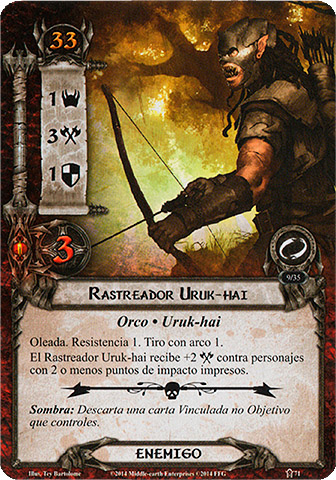 33
1
3
1
3
9/35
Rastreador Uruk-hai
Orco • Uruk-hai
Oleada. Resistencia 1. Tiro con arco 1.
El Rastreador Uruk-hai recibe +2 contra personajes
con 2 o menos puntos de impacto impresos.
Sombra: Descarta una carta Vinculada no Objetivo
que controles.
ENEMIGO
Illus. Tey Bartolome
©2014 Middle-earth Enterprises ©2014 FFG
71